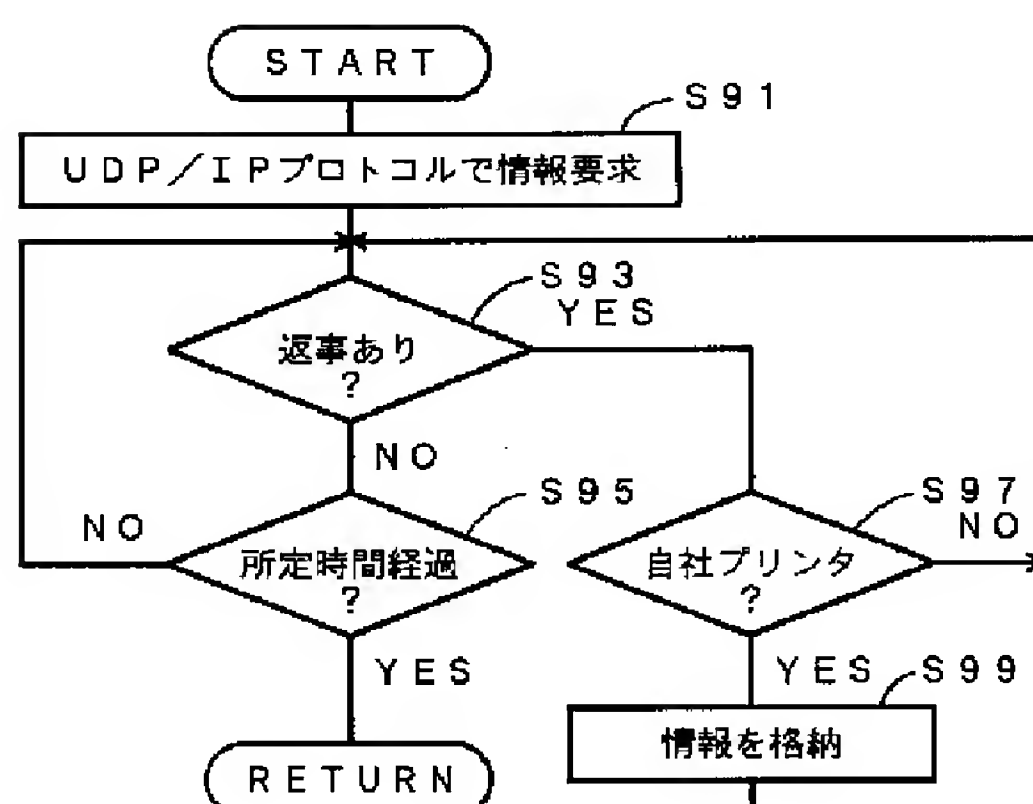 ＳＴＡＲＴ
Ｓ９１
ＵＤＰ／ＩＰプロトコルで情報要求
Ｓ９３
ＹＥＳ
返事あり
？
ＮＯ
Ｓ９５
Ｓ９７
ＮＯ
ＮＯ
所定時間経過
？
自社プリンタ
？
ＹＥＳ
ＹＥＳ
Ｓ９９
情報を格納
ＲＥＴＵＲＮ